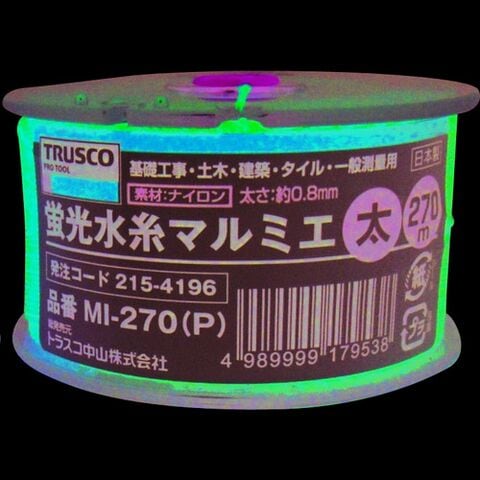 TRUSCO
PRO TOOL
基礎工事・土木・建築・タイル・一般測量用
日本製
素材:ナイロン 太さ:約0.8mm
蛍光水糸マルミエ 太 270m
発注コード 215-4196
品番 MI-270(P)
総発売元
トラスコ中山株式会社
4 989999 179538
紙
プラ